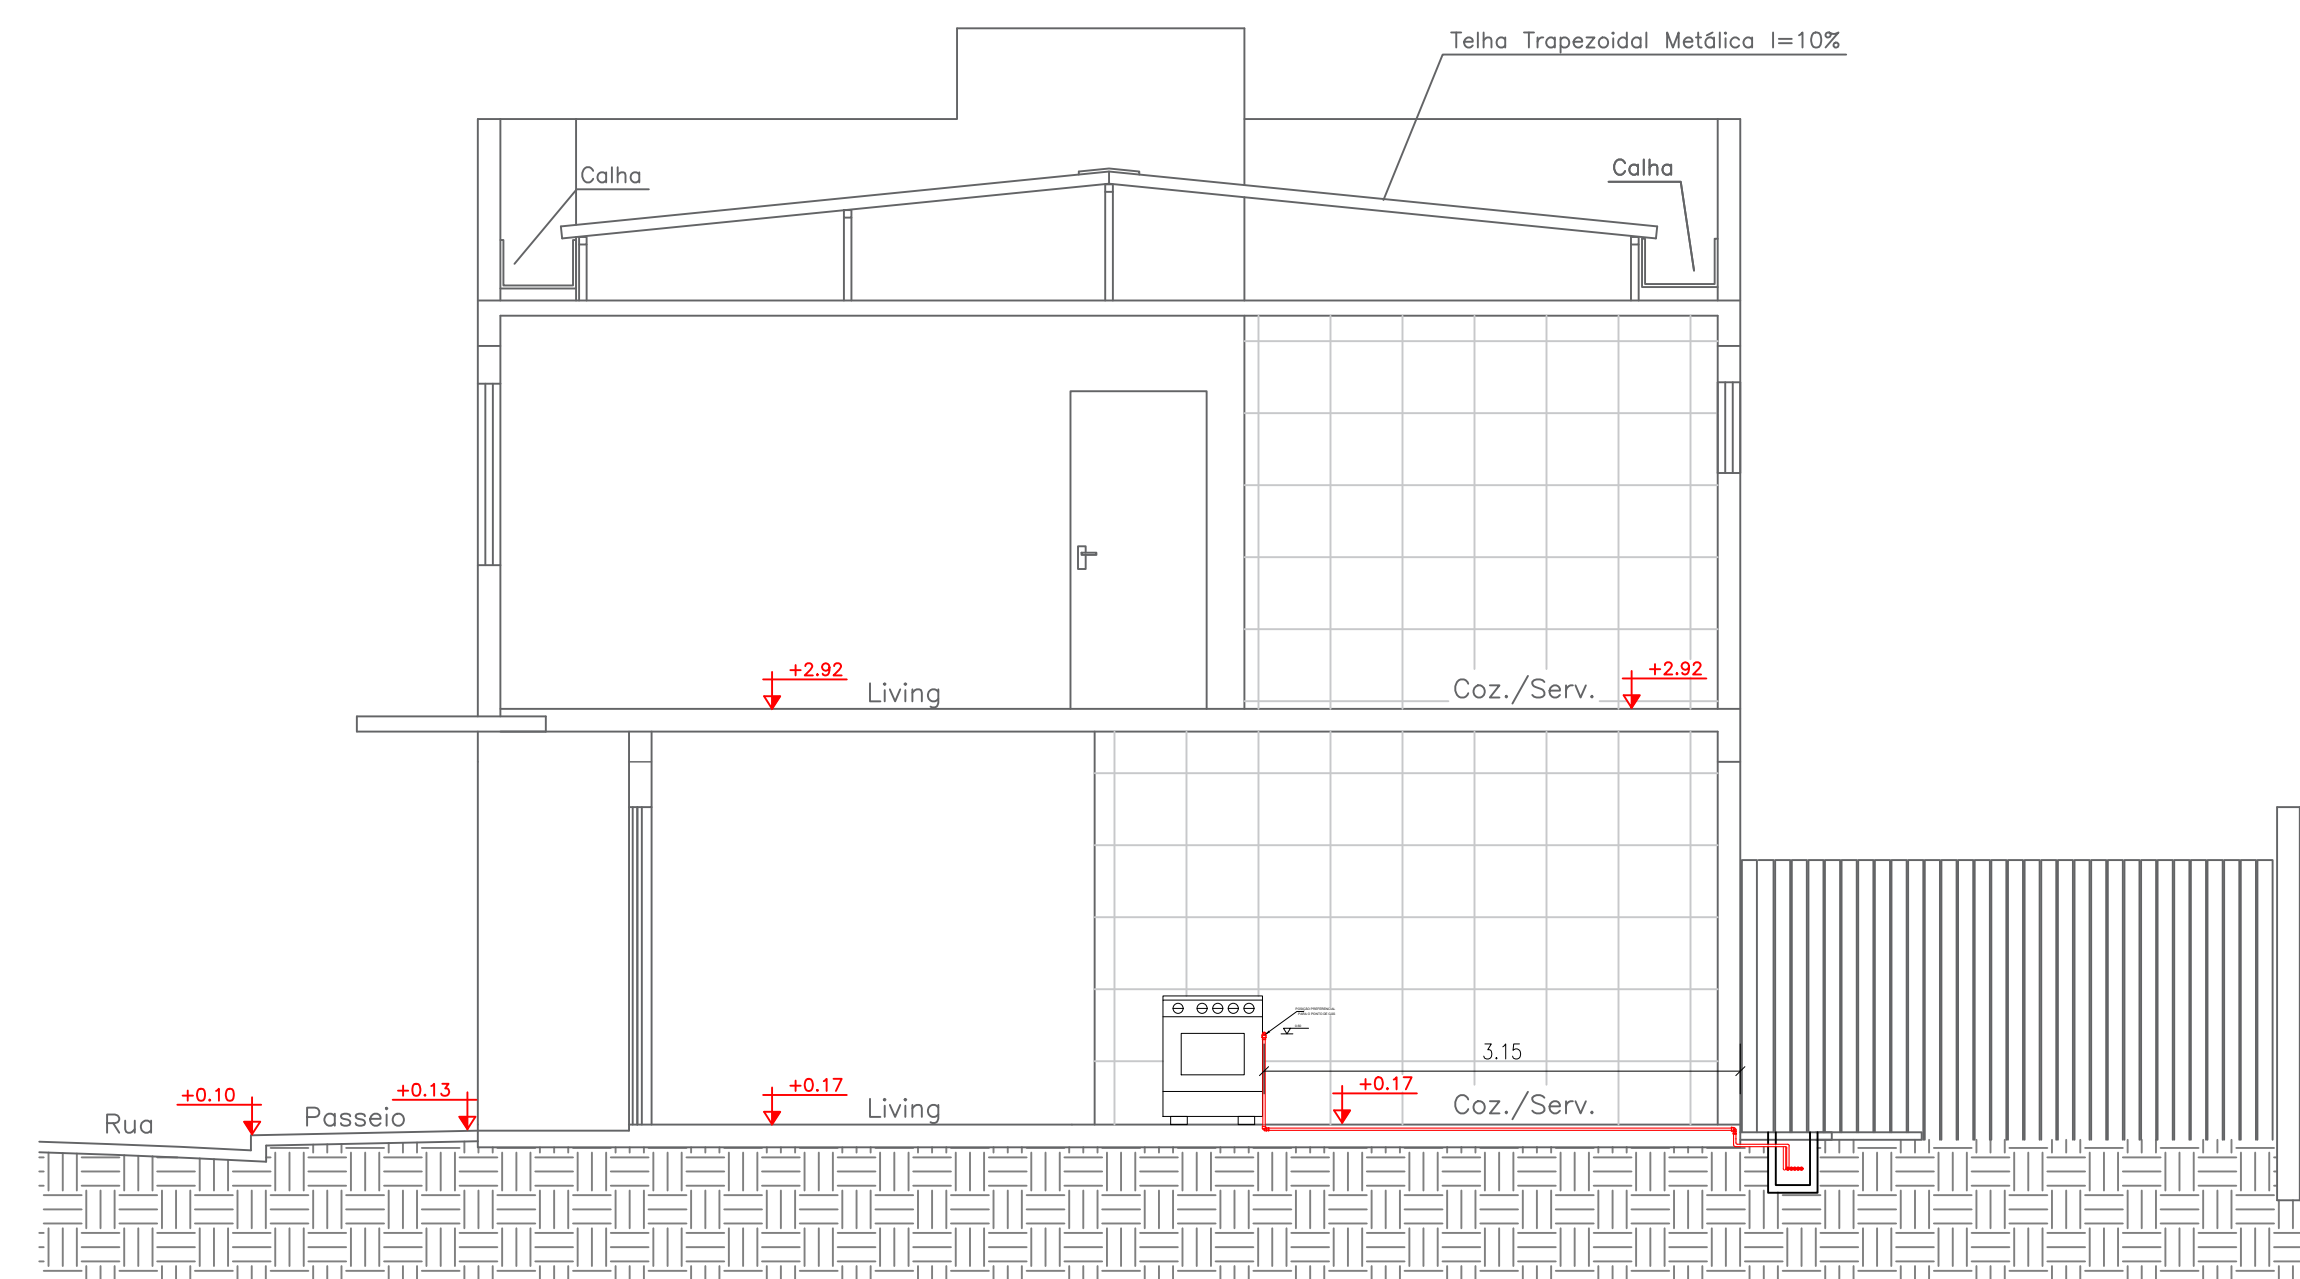 Telha Trapezoidal Metálica I=10%
Calha
Calha
+2.92
Living
+2.92
Coz./Serv.
3.15
+0.10
+0.13
+0.17
Living
+0.17
Coz./Serv.
Rua
Passeio